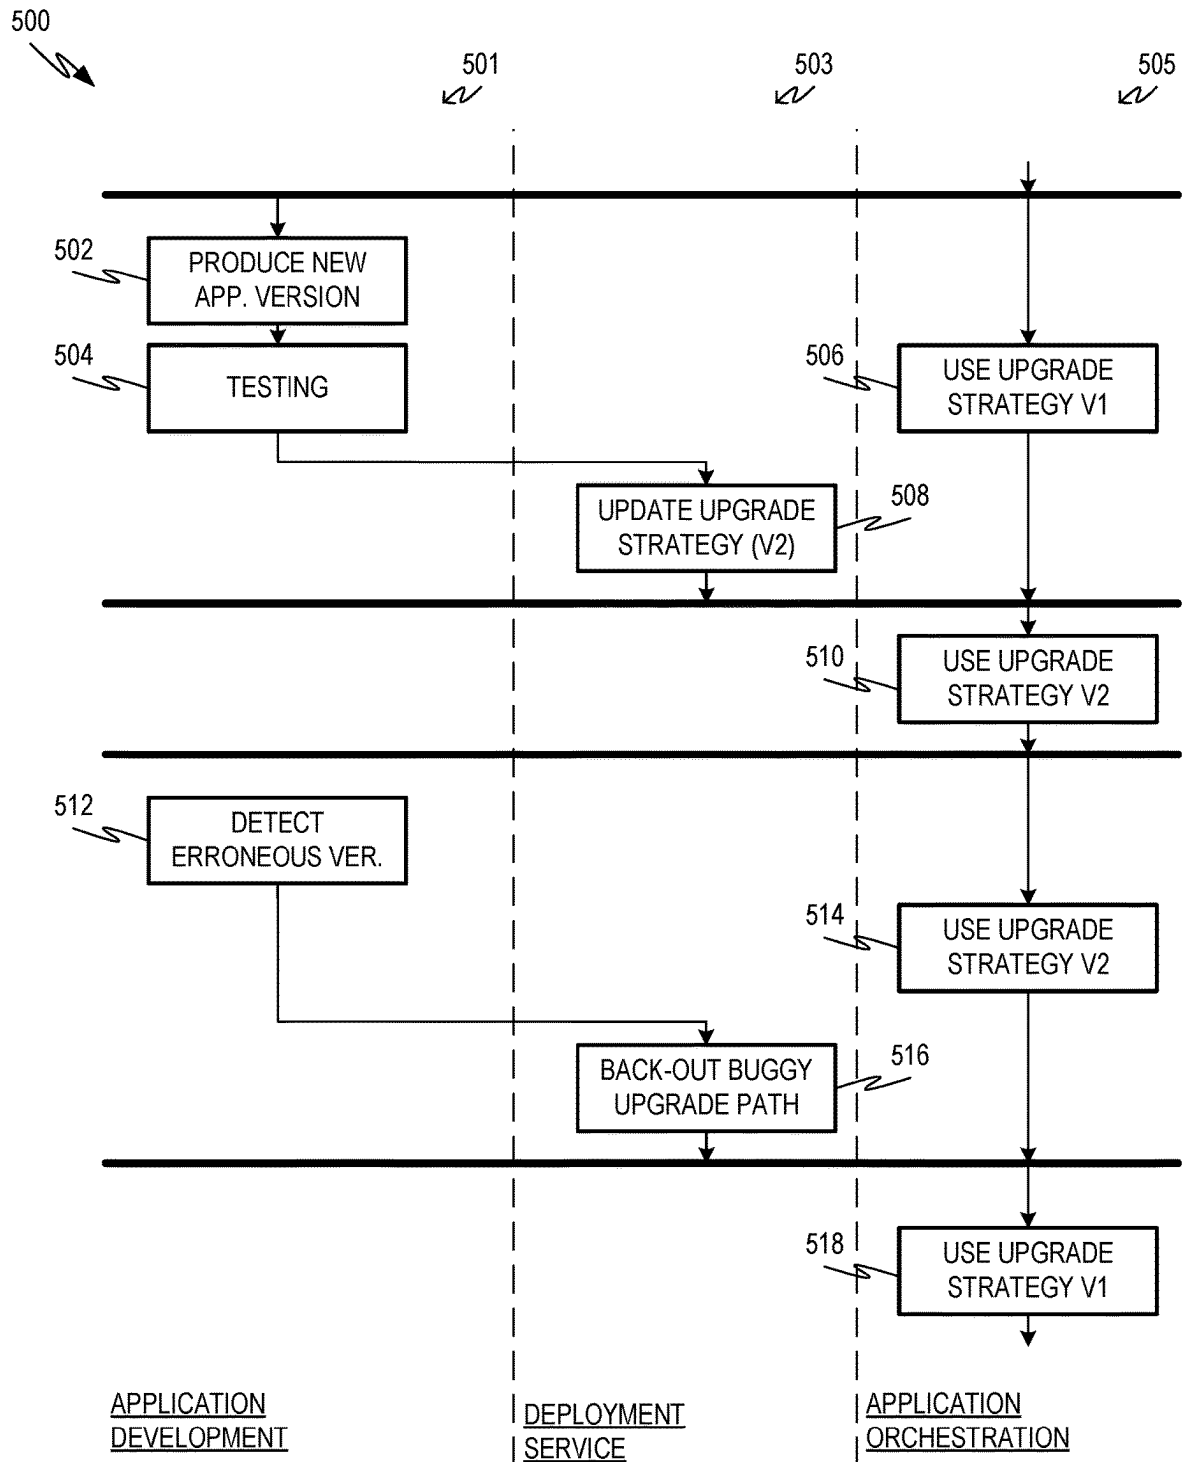 500
501
503
505
502
PRODUCE NEW
APP. VERSION
504
TESTING
506
USE UPGRADE
STRATEGY V1
UPDATE UPGRADE
STRATEGY (V2)
508
510
USE UPGRADE
STRATEGY V2
512
DETECT
ERRONEOUS VER.
514
USE UPGRADE
STRATEGY V2
BACK-OUT BUGGY
UPGRADE PATH
516
518
USE UPGRADE
STRATEGY V1
APPLICATION
DEVELOPMENT
DEPLOYMENT
SERVICE
APPLICATION
ORCHESTRATION